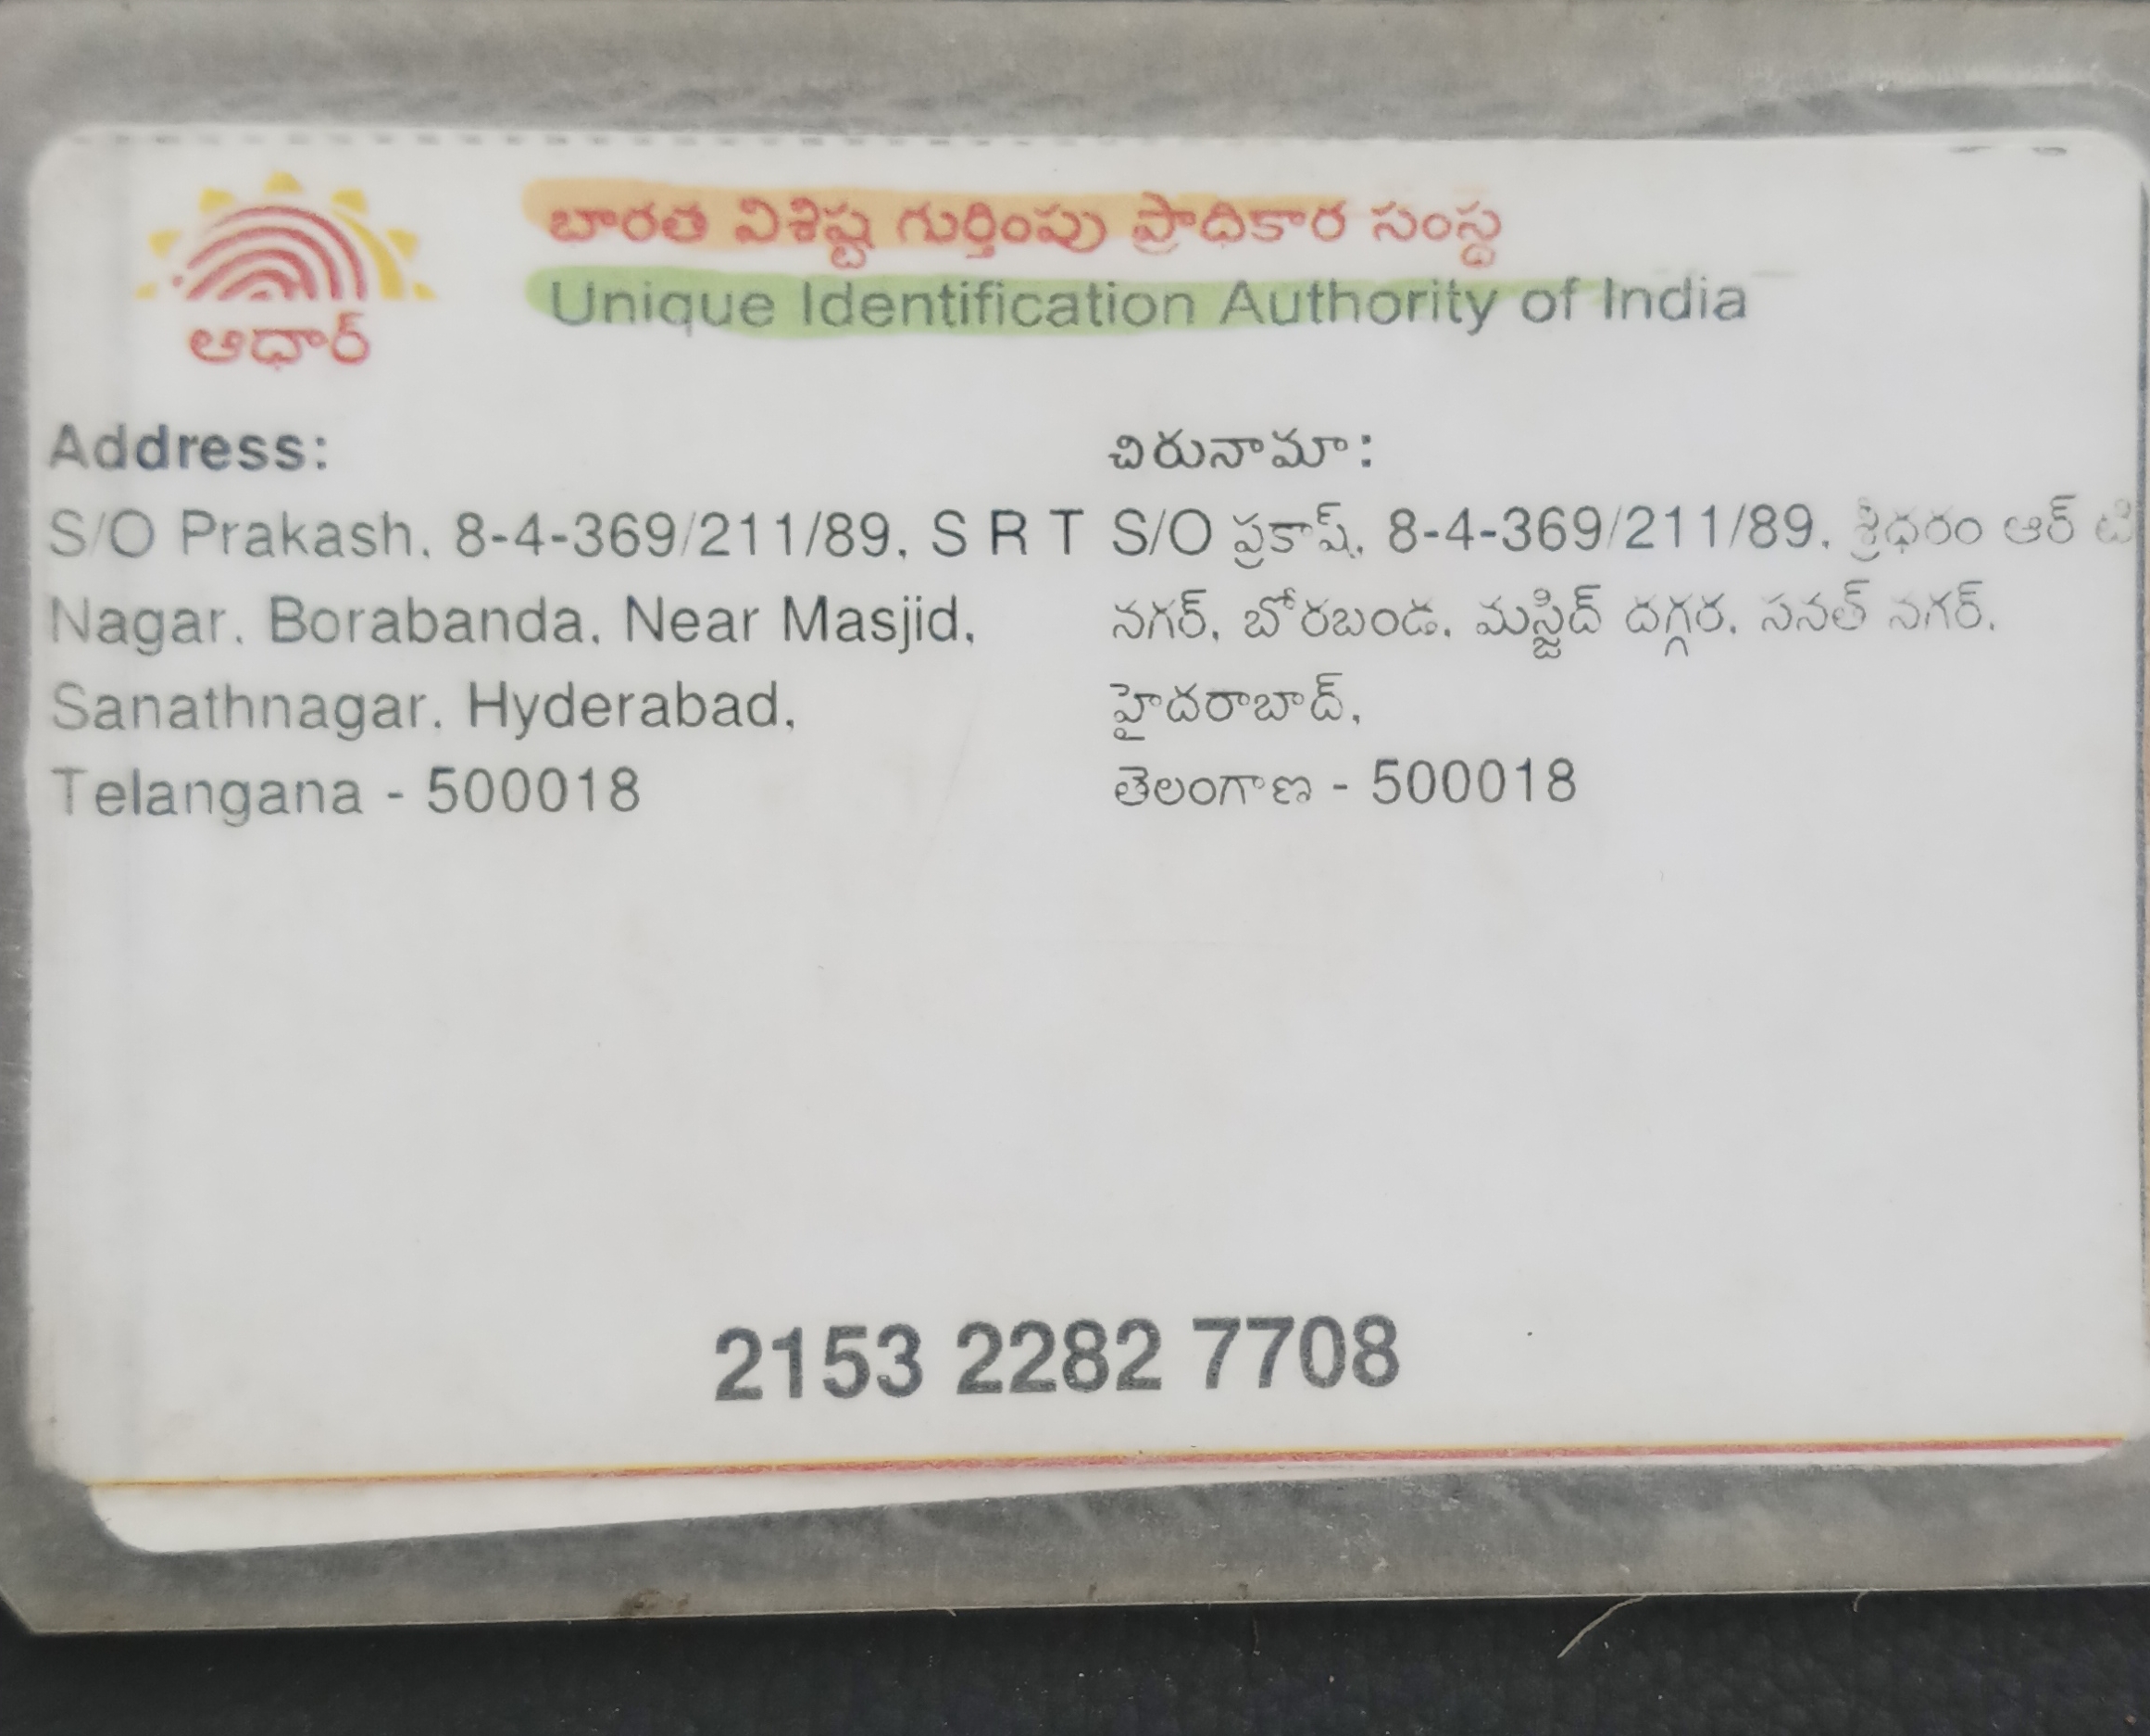 బారత విశిష్ట గుర్తింపు ప్రాధికార సంస్థ
Unique Identification Authority of India
ఆధార్
Address:
S/O Prakash, 8-4-369/211/89, S R T
Nagar, Borabanda, Near Masjid,
Sanathnagar, Hyderabad,
Telangana - 500018
చిరునామా:
S/O ప్రకాష్, 8-4-369/211/89, శ్రీధరం ఆర్ టి
నగర్, బోరబండ, మస్జిద్ దగ్గర, సనత్ నగర్,
హైదరాబాద్,
తెలంగాణ - 500018
2153 2282 7708